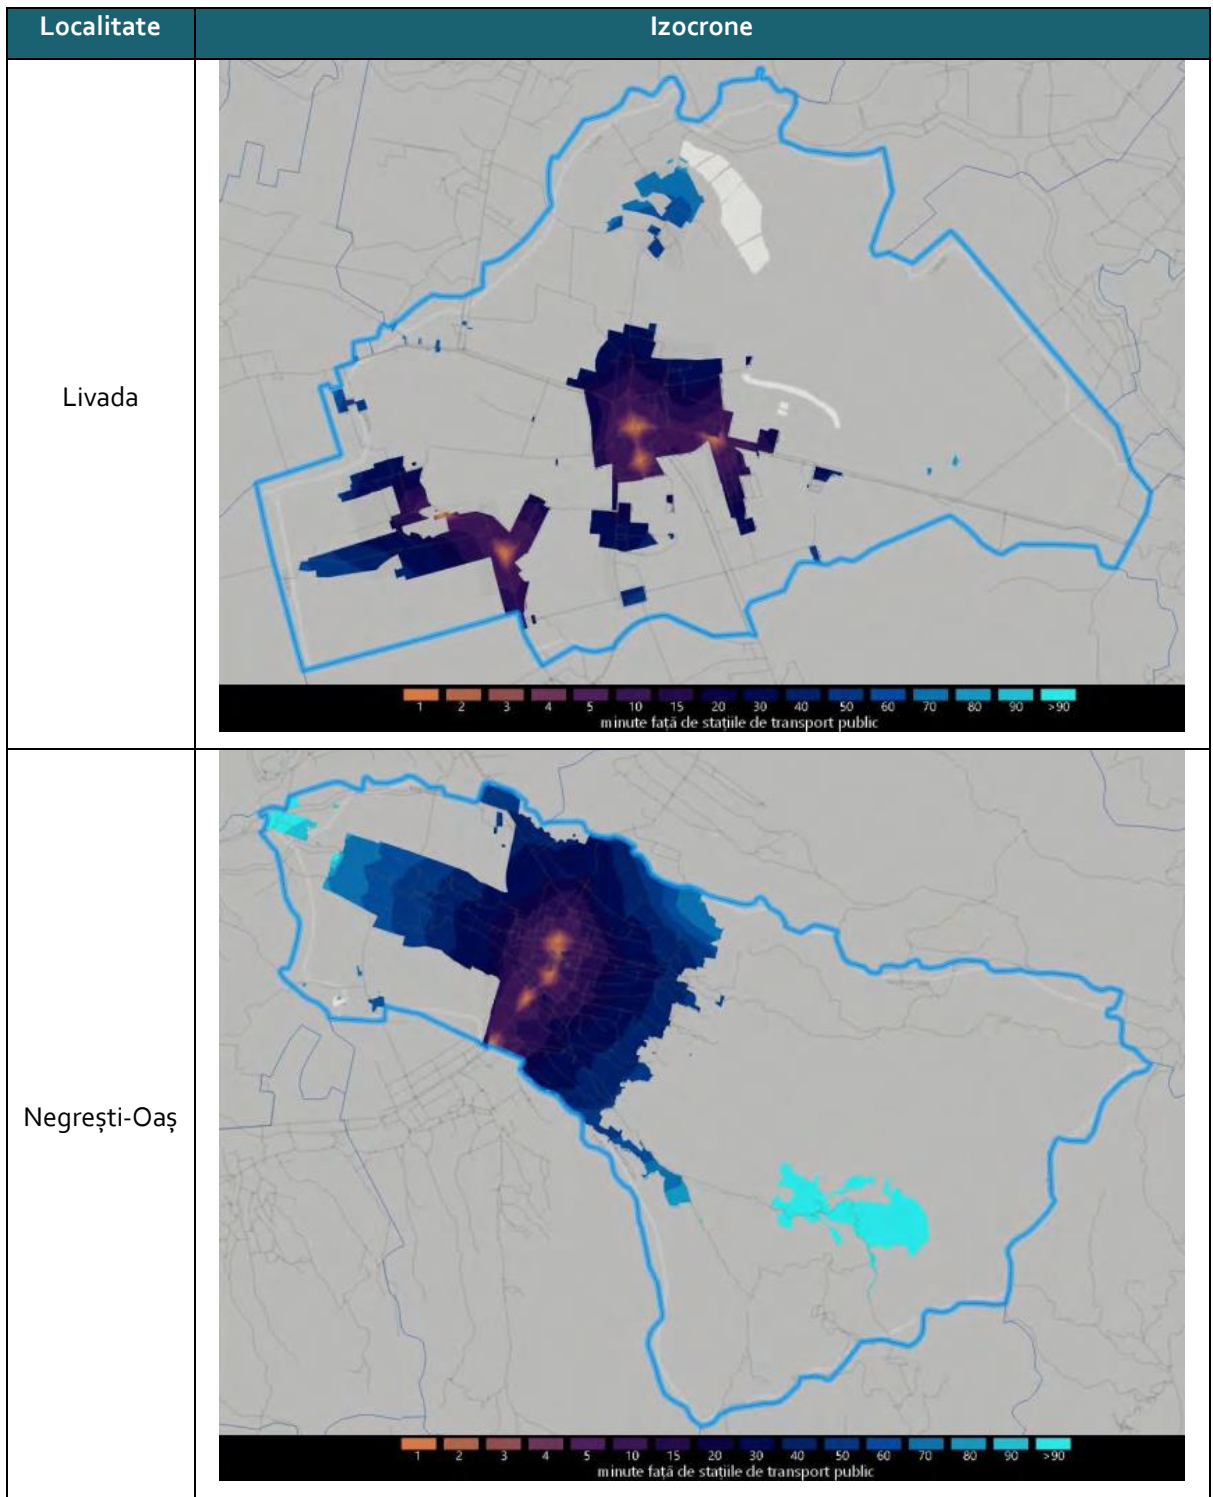 Localitate Izocrone
Livada
1 2 3 4 5 10 15 20 30 40 50 60 70 80 90 >90
minute față de stațiile de transport public
Negrești-Oaș
1 2 3 4 5 10 15 20 30 40 50 60 70 80 90 >90
minute față de stațiile de transport public